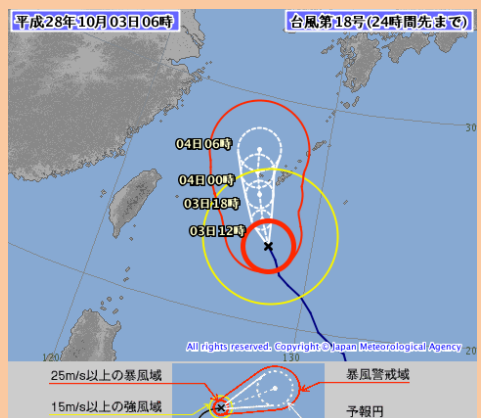 平成28年10月03日06時
台風第18号(24時間先まで)
30
04日06時
04日00時
03日18時
03日12時
All rights reserved. Copyright © Japan Meteorological Agency
120
130
20
25m/s以上の暴風域
暴風警戒域
15m/s以上の強風域
予報円